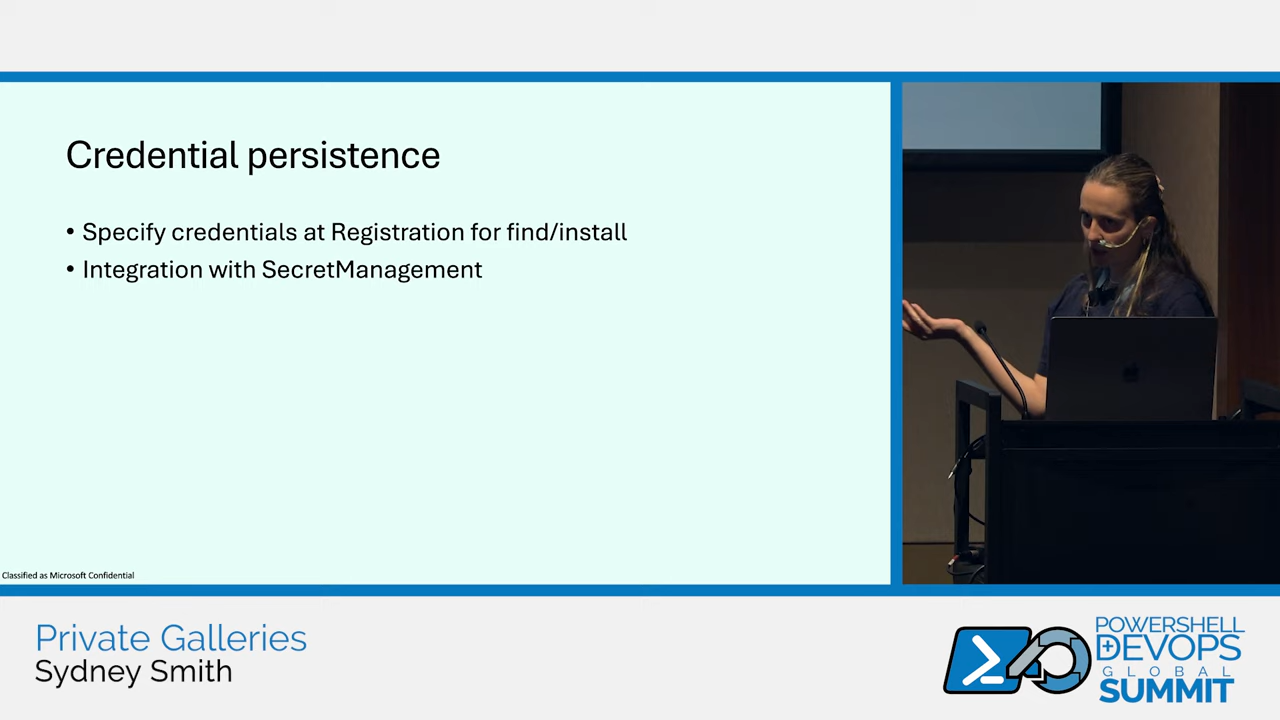 Credential persistence
• Specify credentials at Registration for find/install
• Integration with SecretManagement
Classified as Microsoft Confidential
Private Galleries
Sydney Smith
POWERSHELL
DEVOPS
GLOBAL
SUMMIT